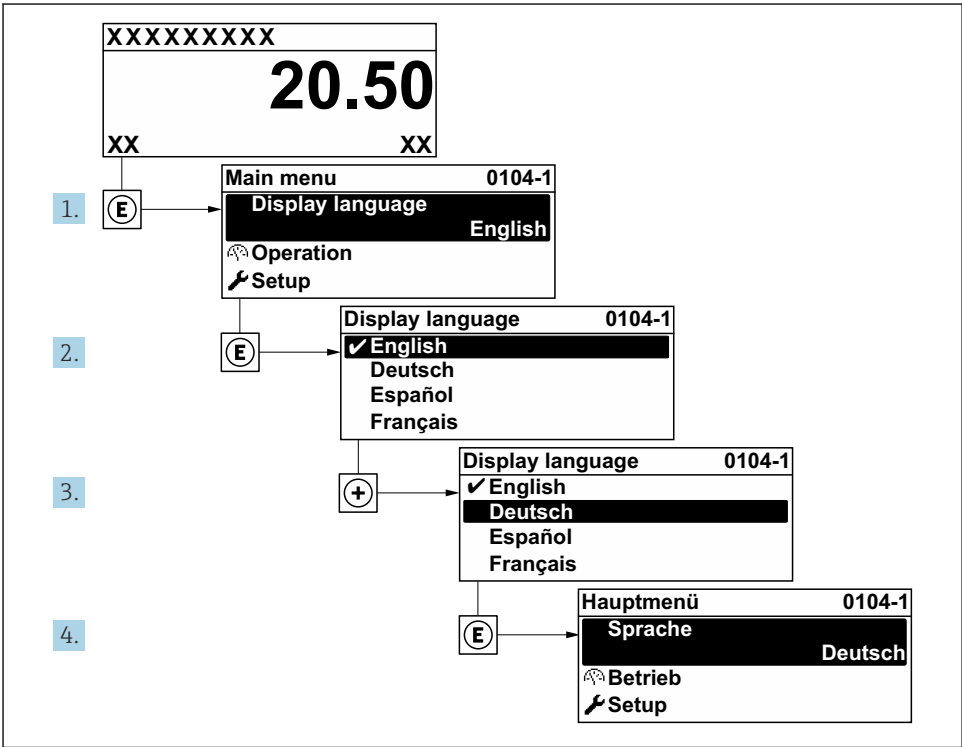 XXXXXXXXX
20.50
XX XX
1.
E
Main menu 0104-1
Display language
English
Operation
Setup
2.
E
Display language 0104-1
✔English
Deutsch
Español
Français
3.
+
Display language 0104-1
✔English
Deutsch
Español
Français
4.
E
Hauptmenü 0104-1
Sprache
Deutsch
Betrieb
Setup